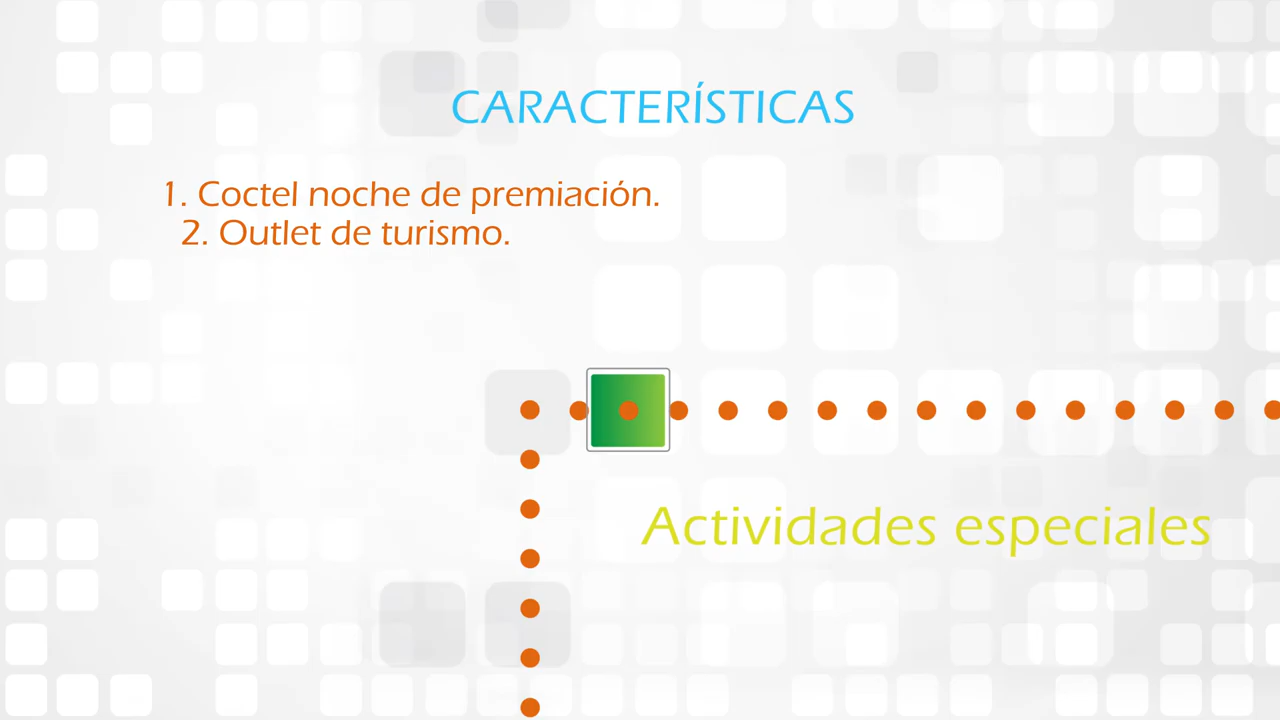 CARACTERÍSTICAS
1. Coctel noche de premiación.
2. Outlet de turismo.
Actividades especiales